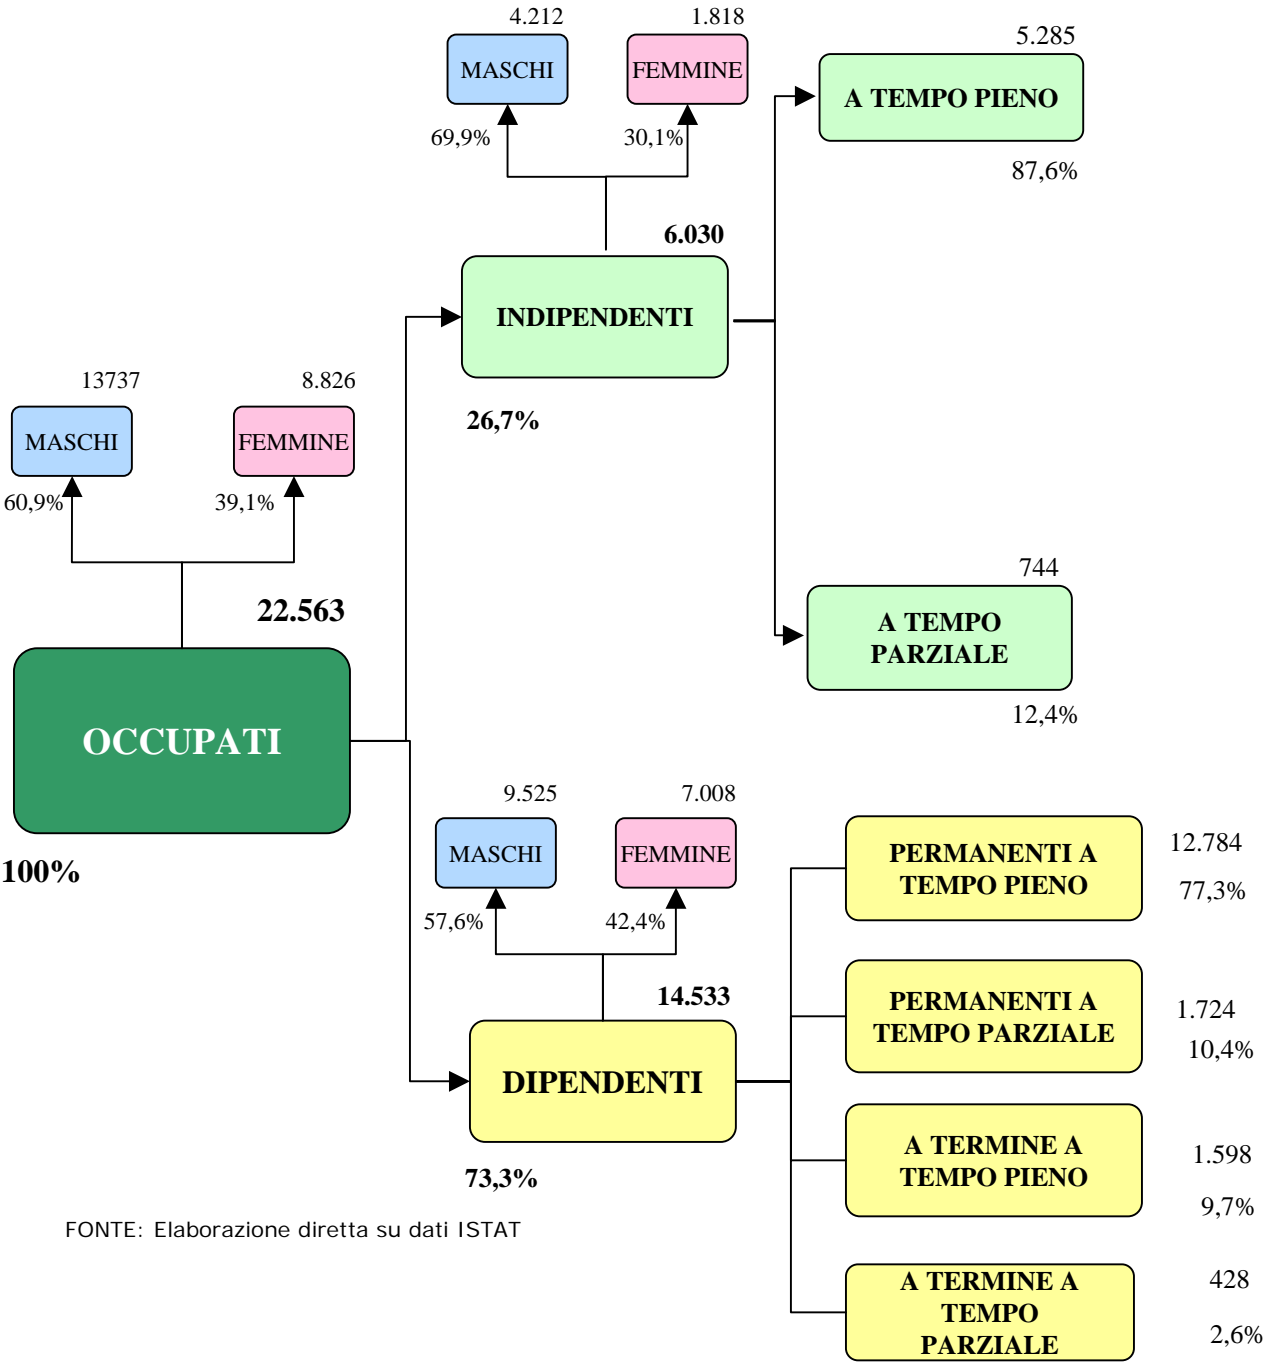 4.212
1.818
MASCHI
FEMMINE
69,9%
30,1%
5.285
A TEMPO PIENO
87,6%
6.030
INDIPENDENTI
26,7%
13737
8.826
MASCHI
FEMMINE
60,9%
39,1%
22.563
OCCUPATI
100%
744
A TEMPO
PARZIALE
12,4%
9.525
7.008
MASCHI
FEMMINE
57,6%
42,4%
14.533
DIPENDENTI
73,3%
PERMANENTI A
TEMPO PIENO
12.784
77,3%
PERMANENTI A
TEMPO PARZIALE
1.724
10,4%
A TERMINE A
TEMPO PIENO
1.598
9,7%
A TERMINE A
TEMPO
PARZIALE
428
2,6%
FONTE: Elaborazione diretta su dati ISTAT